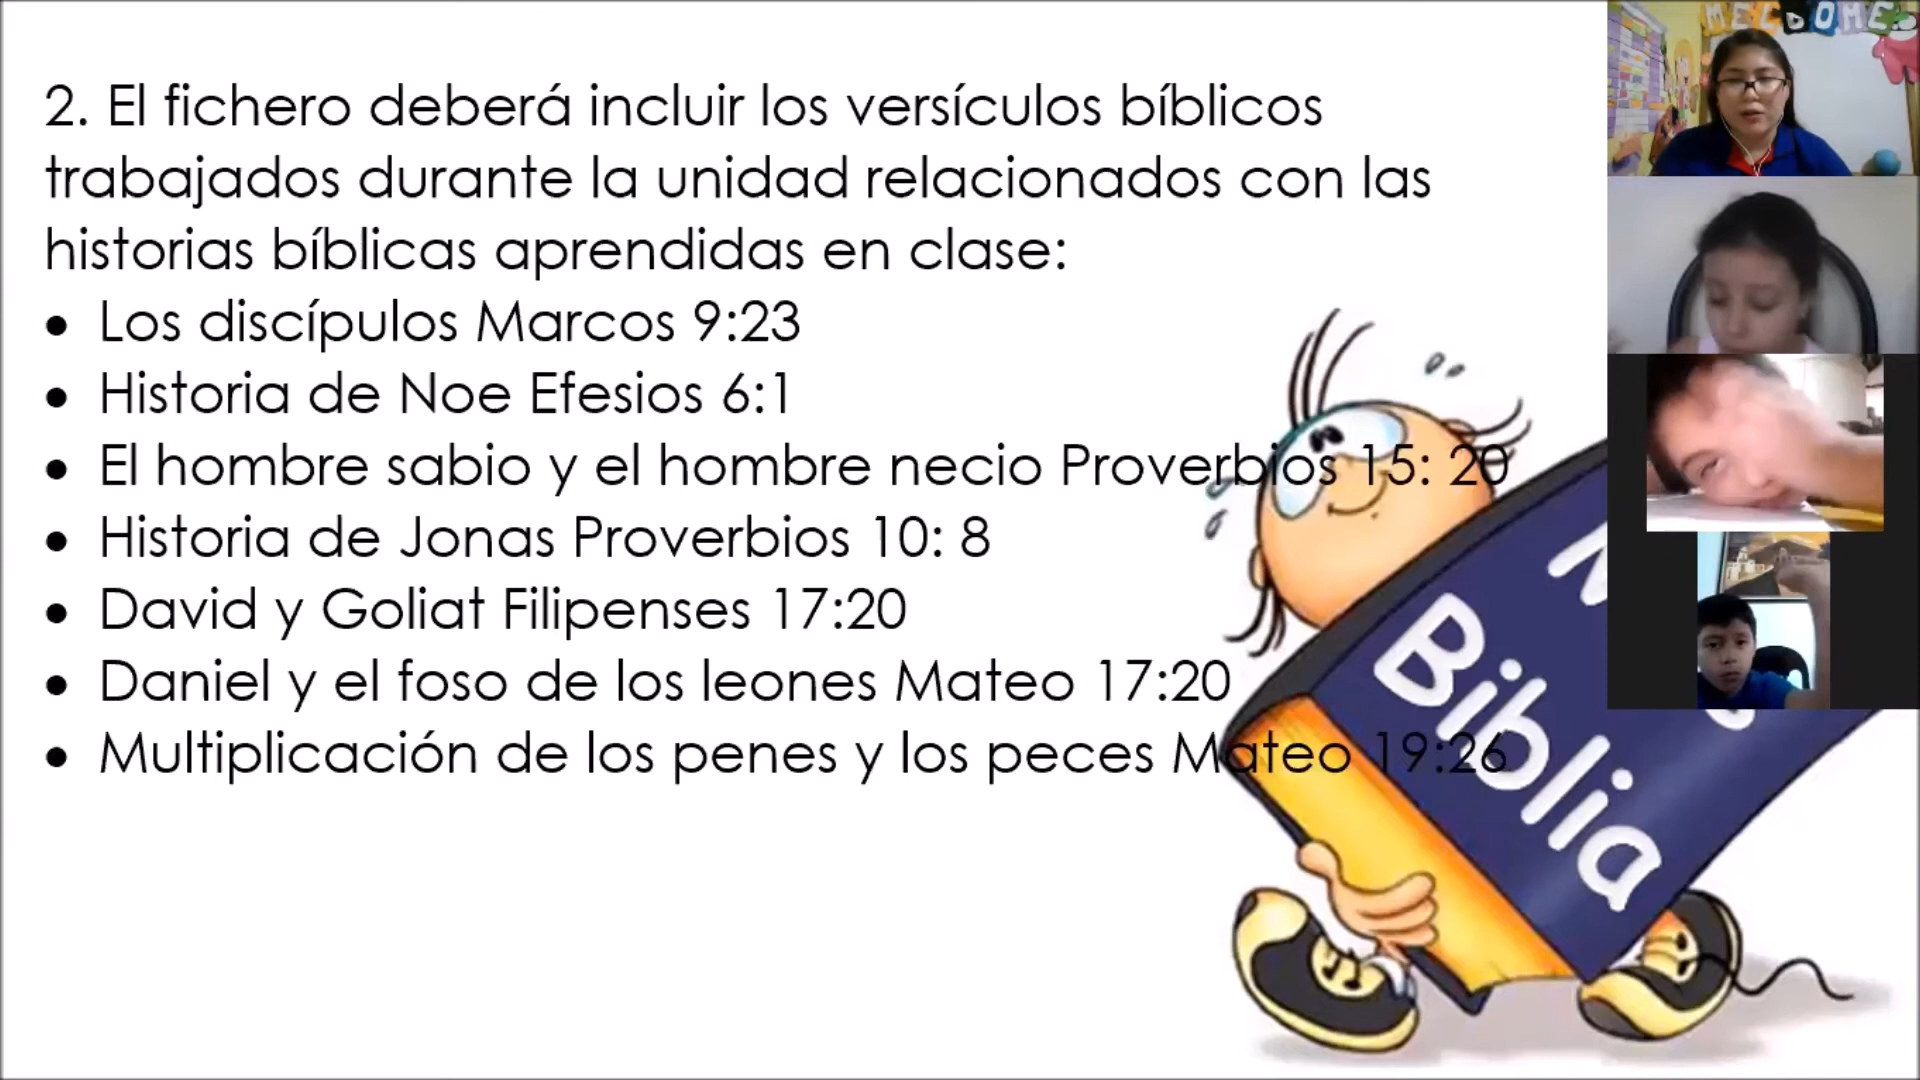 2. El fichero deberá incluir los versículos bíblicos
trabajados durante la unidad relacionados con las
historias bíblicas aprendidas en clase:
• Los discípulos Marcos 9:23
• Historia de Noe Efesios 6:1
• El hombre sabio y el hombre necio Proverbios 15: 20
• Historia de Jonas Proverbios 10: 8
• David y Goliat Filipenses 17:20
• Daniel y el foso de los leones Mateo 17:20
• Multiplicación de los penes y los peces Mateo 19:26
Biblia